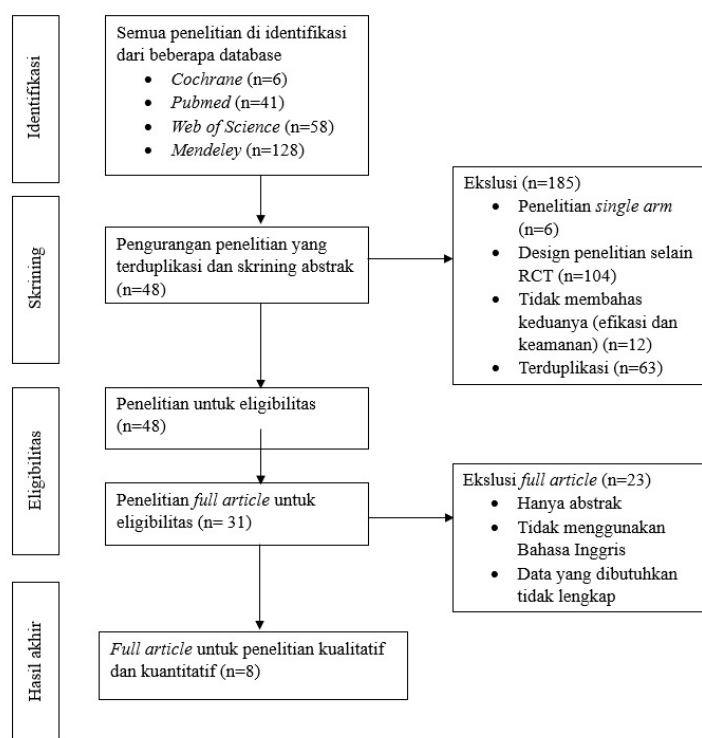 Identifikasi
Semua penelitian di identifikasi
dari beberapa database
• Cochrane (n=6)
• Pubmed (n=41)
• Web of Science (n=58)
• Mendeley (n=128)
Skrining
Pengurangan penelitian yang
terduplikasi dan skrining abstrak
(n=48)
Ekslusi (n=185)
• Penelitian single arm
(n=6)
• Design penelitian selain
RCT (n=104)
• Tidak membahas
keduanya (efikasi dan
keamanan) (n=12)
• Terduplikasi (n=63)
Eligibilitas
Penelitian untuk eligibilitas
(n=48)
Penelitian full article untuk
eligibilitas (n= 31)
Ekslusi full article (n=23)
• Hanya abstrak
• Tidak menggunakan
Bahasa Inggris
• Data yang dibutuhkan
tidak lengkap
Hasil akhir
Full article untuk penelitian kualitatif
dan kuantitatif (n=8)